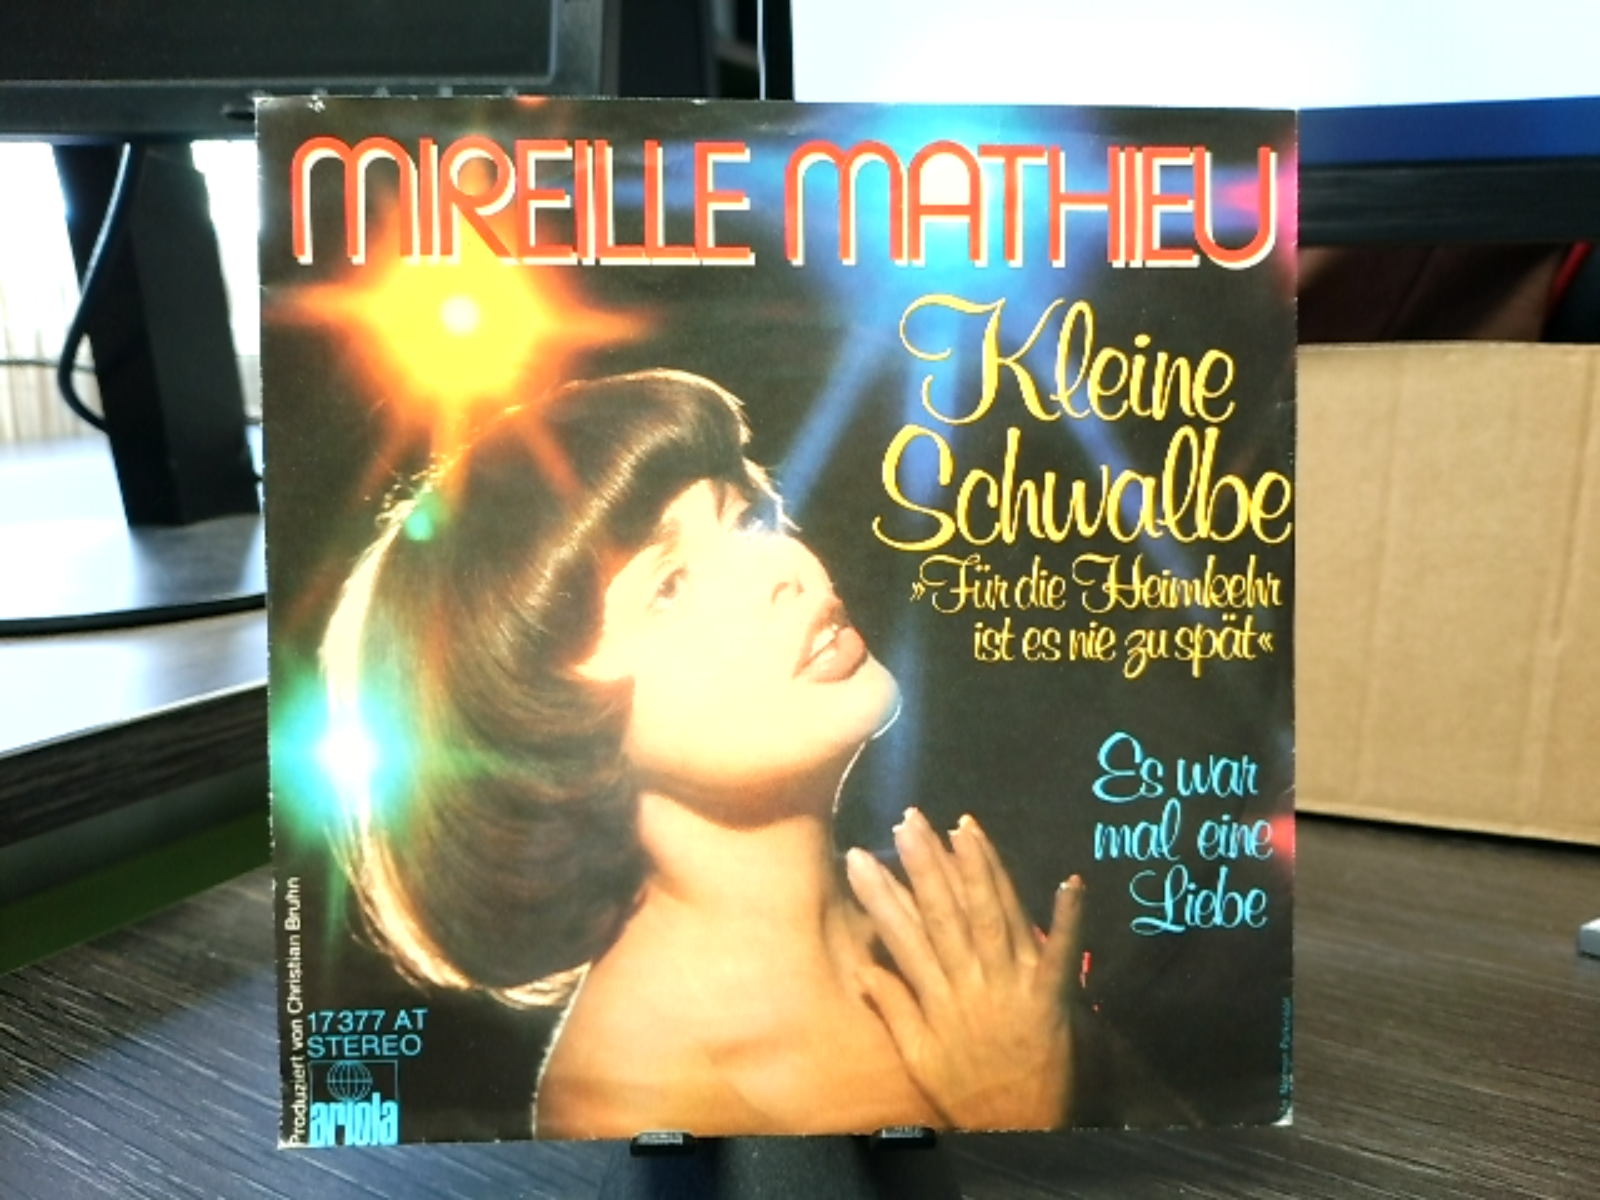 MIREILLE MATHIEU
Kleine
Schwalbe
»Für die Heimkehr
ist es nie zu spät«
Es war
mal eine
Liebe
Produziert von Christian Bruhn
17 377 AT
STEREO
ariola